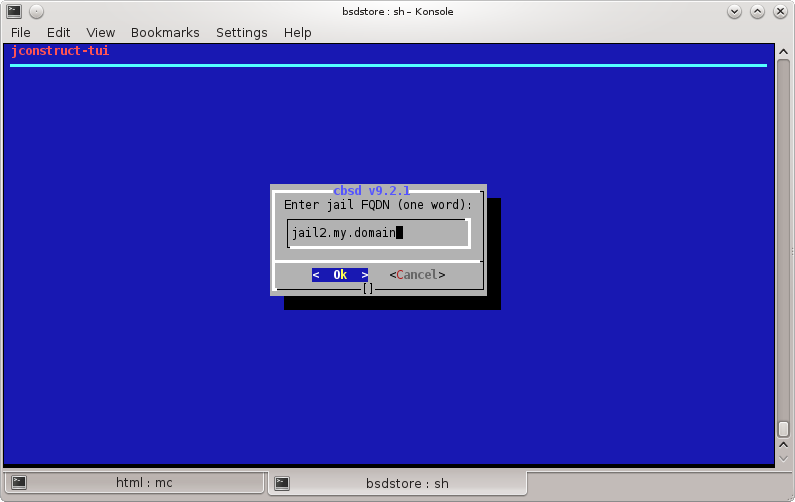 bsdstore : sh – Konsole
File Edit View Bookmarks Settings Help
jconstruct-tui
cbsd v9.2.1
Enter jail FQDN (one word):
jail2.my.domain
< Ok > <Cancel>
[]
html : mc bsdstore : sh